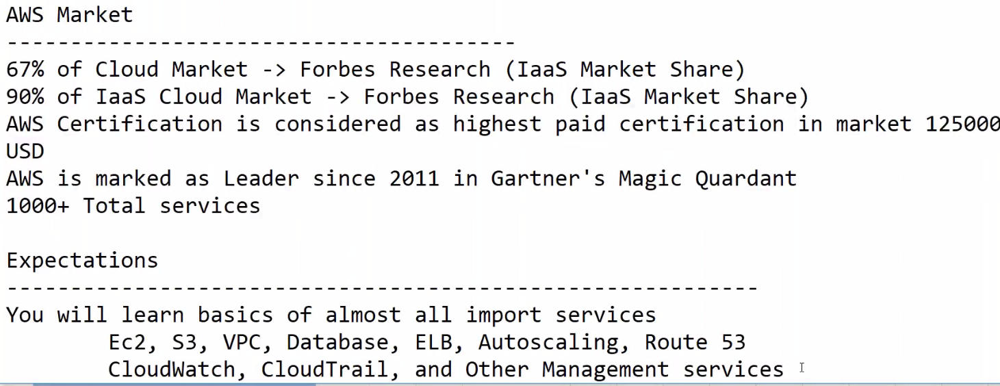 AWS Market
----------------------------------------
67% of Cloud Market -> Forbes Research (IaaS Market Share)
90% of IaaS Cloud Market -> Forbes Research (IaaS Market Share)
AWS Certification is considered as highest paid certification in market 125000
USD
AWS is marked as Leader since 2011 in Gartner's Magic Quardant
1000+ Total services
Expectations
-----------------------------------------------------------
You will learn basics of almost all import services
Ec2, S3, VPC, Database, ELB, Autoscaling, Route 53
CloudWatch, CloudTrail, and Other Management services